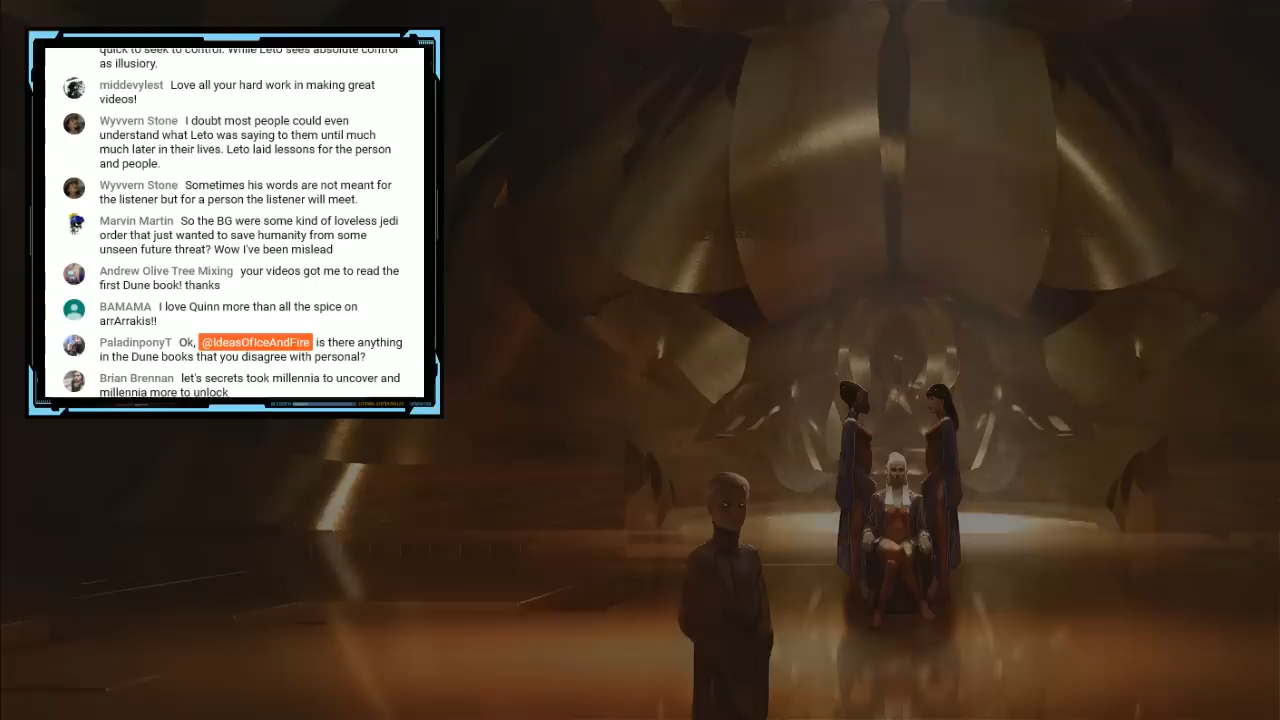 quick to seek to control. While Leto sees absolute control
as illusiory.
middevylest Love all your hard work in making great
videos!
Wyvvern Stone I doubt most people could even
understand what Leto was saying to them until much
much later in their lives. Leto laid lessons for the person
and people.
Wyvvern Stone Sometimes his words are not meant for
the listener but for a person the listener will meet.
Marvin Martin So the BG were some kind of loveless jedi
order that just wanted to save humanity from some
unseen future threat? Wow I've been mislead
Andrew Olive Tree Mixing your videos got me to read the
first Dune book! thanks
BAMAMA I love Quinn more than all the spice on
arrArrakis!!
PaladinponyT Ok, @IdeasOfIceAndFire is there anything
in the Dune books that you disagree with personal?
Brian Brennan let's secrets took millennia to uncover and
millennia more to unlock